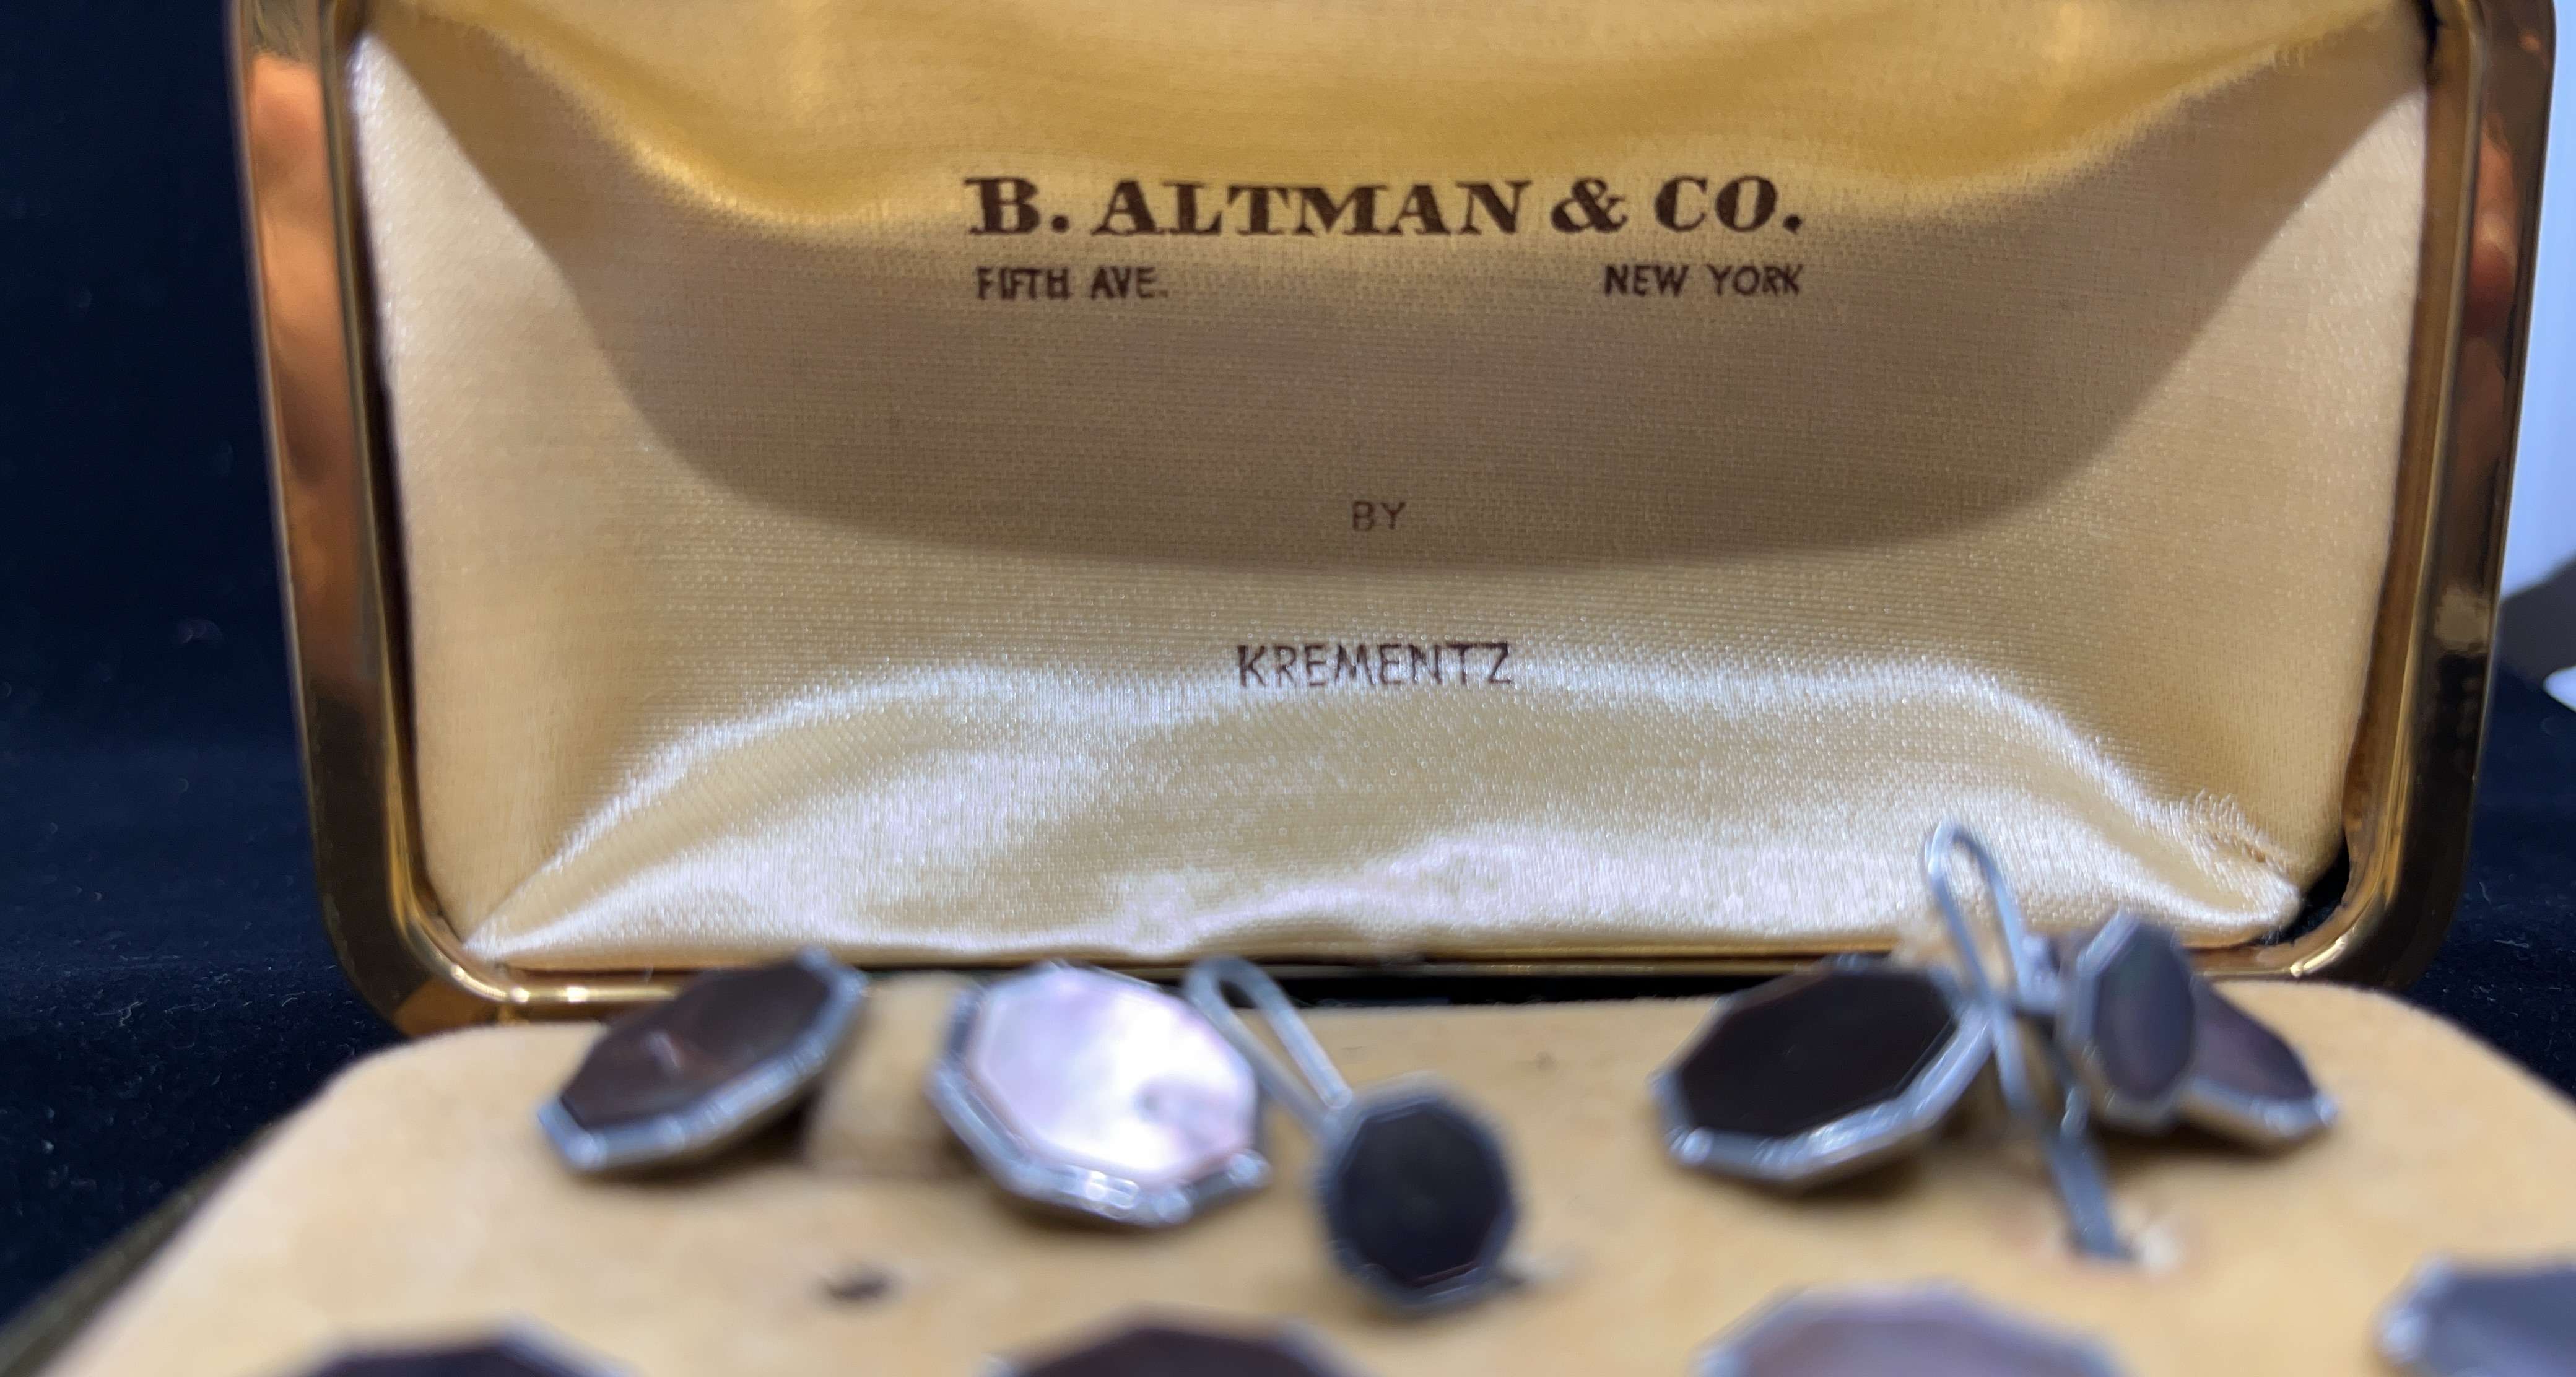 B. ALTMAN & CO.
FIFTH AVE. NEW YORK
BY
KREMENTZ